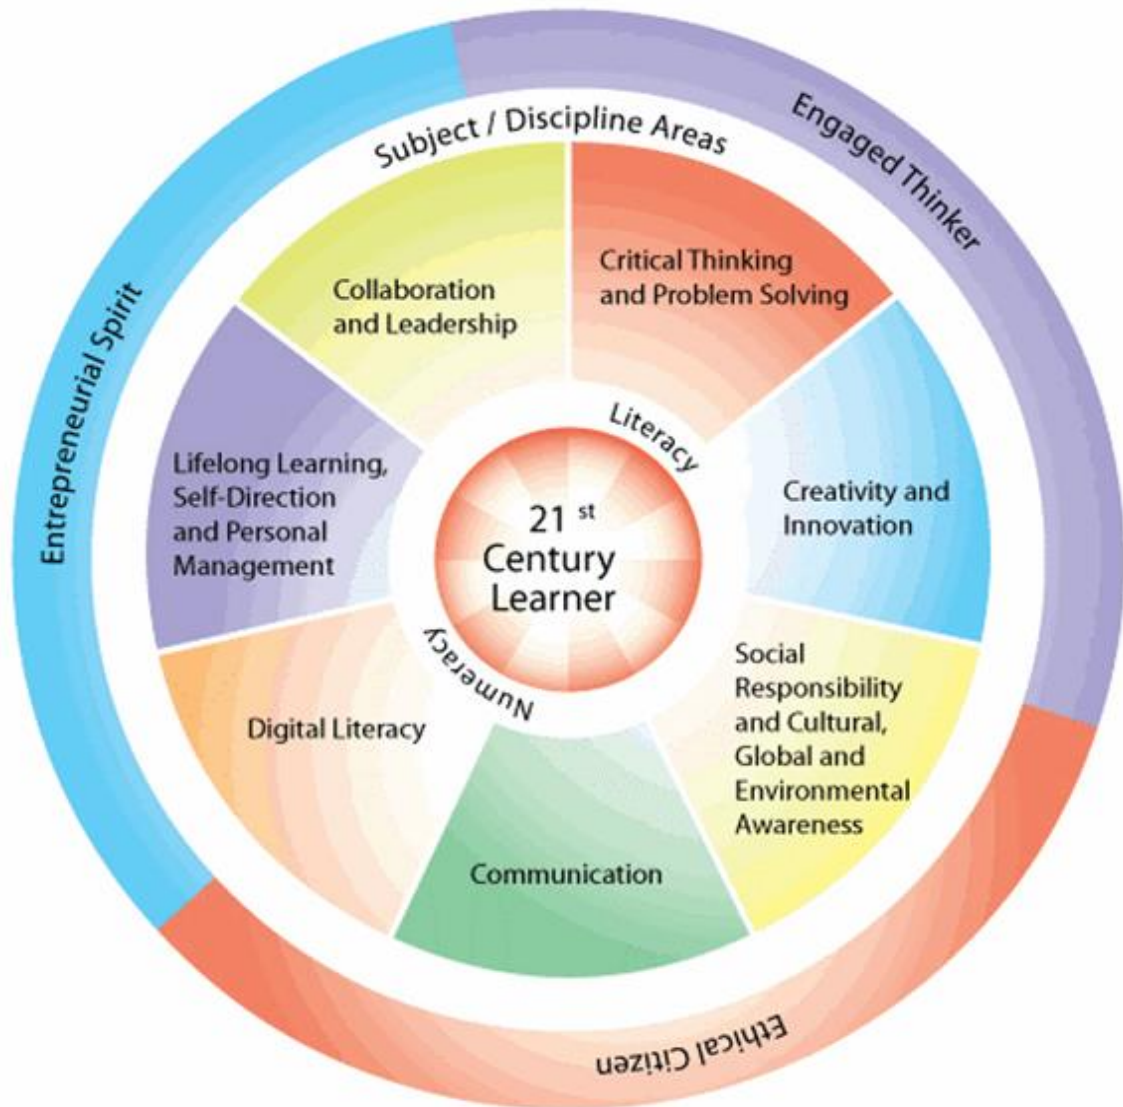 Engaged Thinker
Subject / Discipline Areas
Entrepreneurial Spirit
Collaboration
and Leadership
Critical Thinking
and Problem Solving
Literacy
Lifelong Learning,
Self-Direction
and Personal
Management
21 st
Century
Learner
Creativity and
Innovation
Numeracy
Social
Responsibility
and Cultural,
Global and
Environmental
Awareness
Digital Literacy
Communication
Ethical Citizen